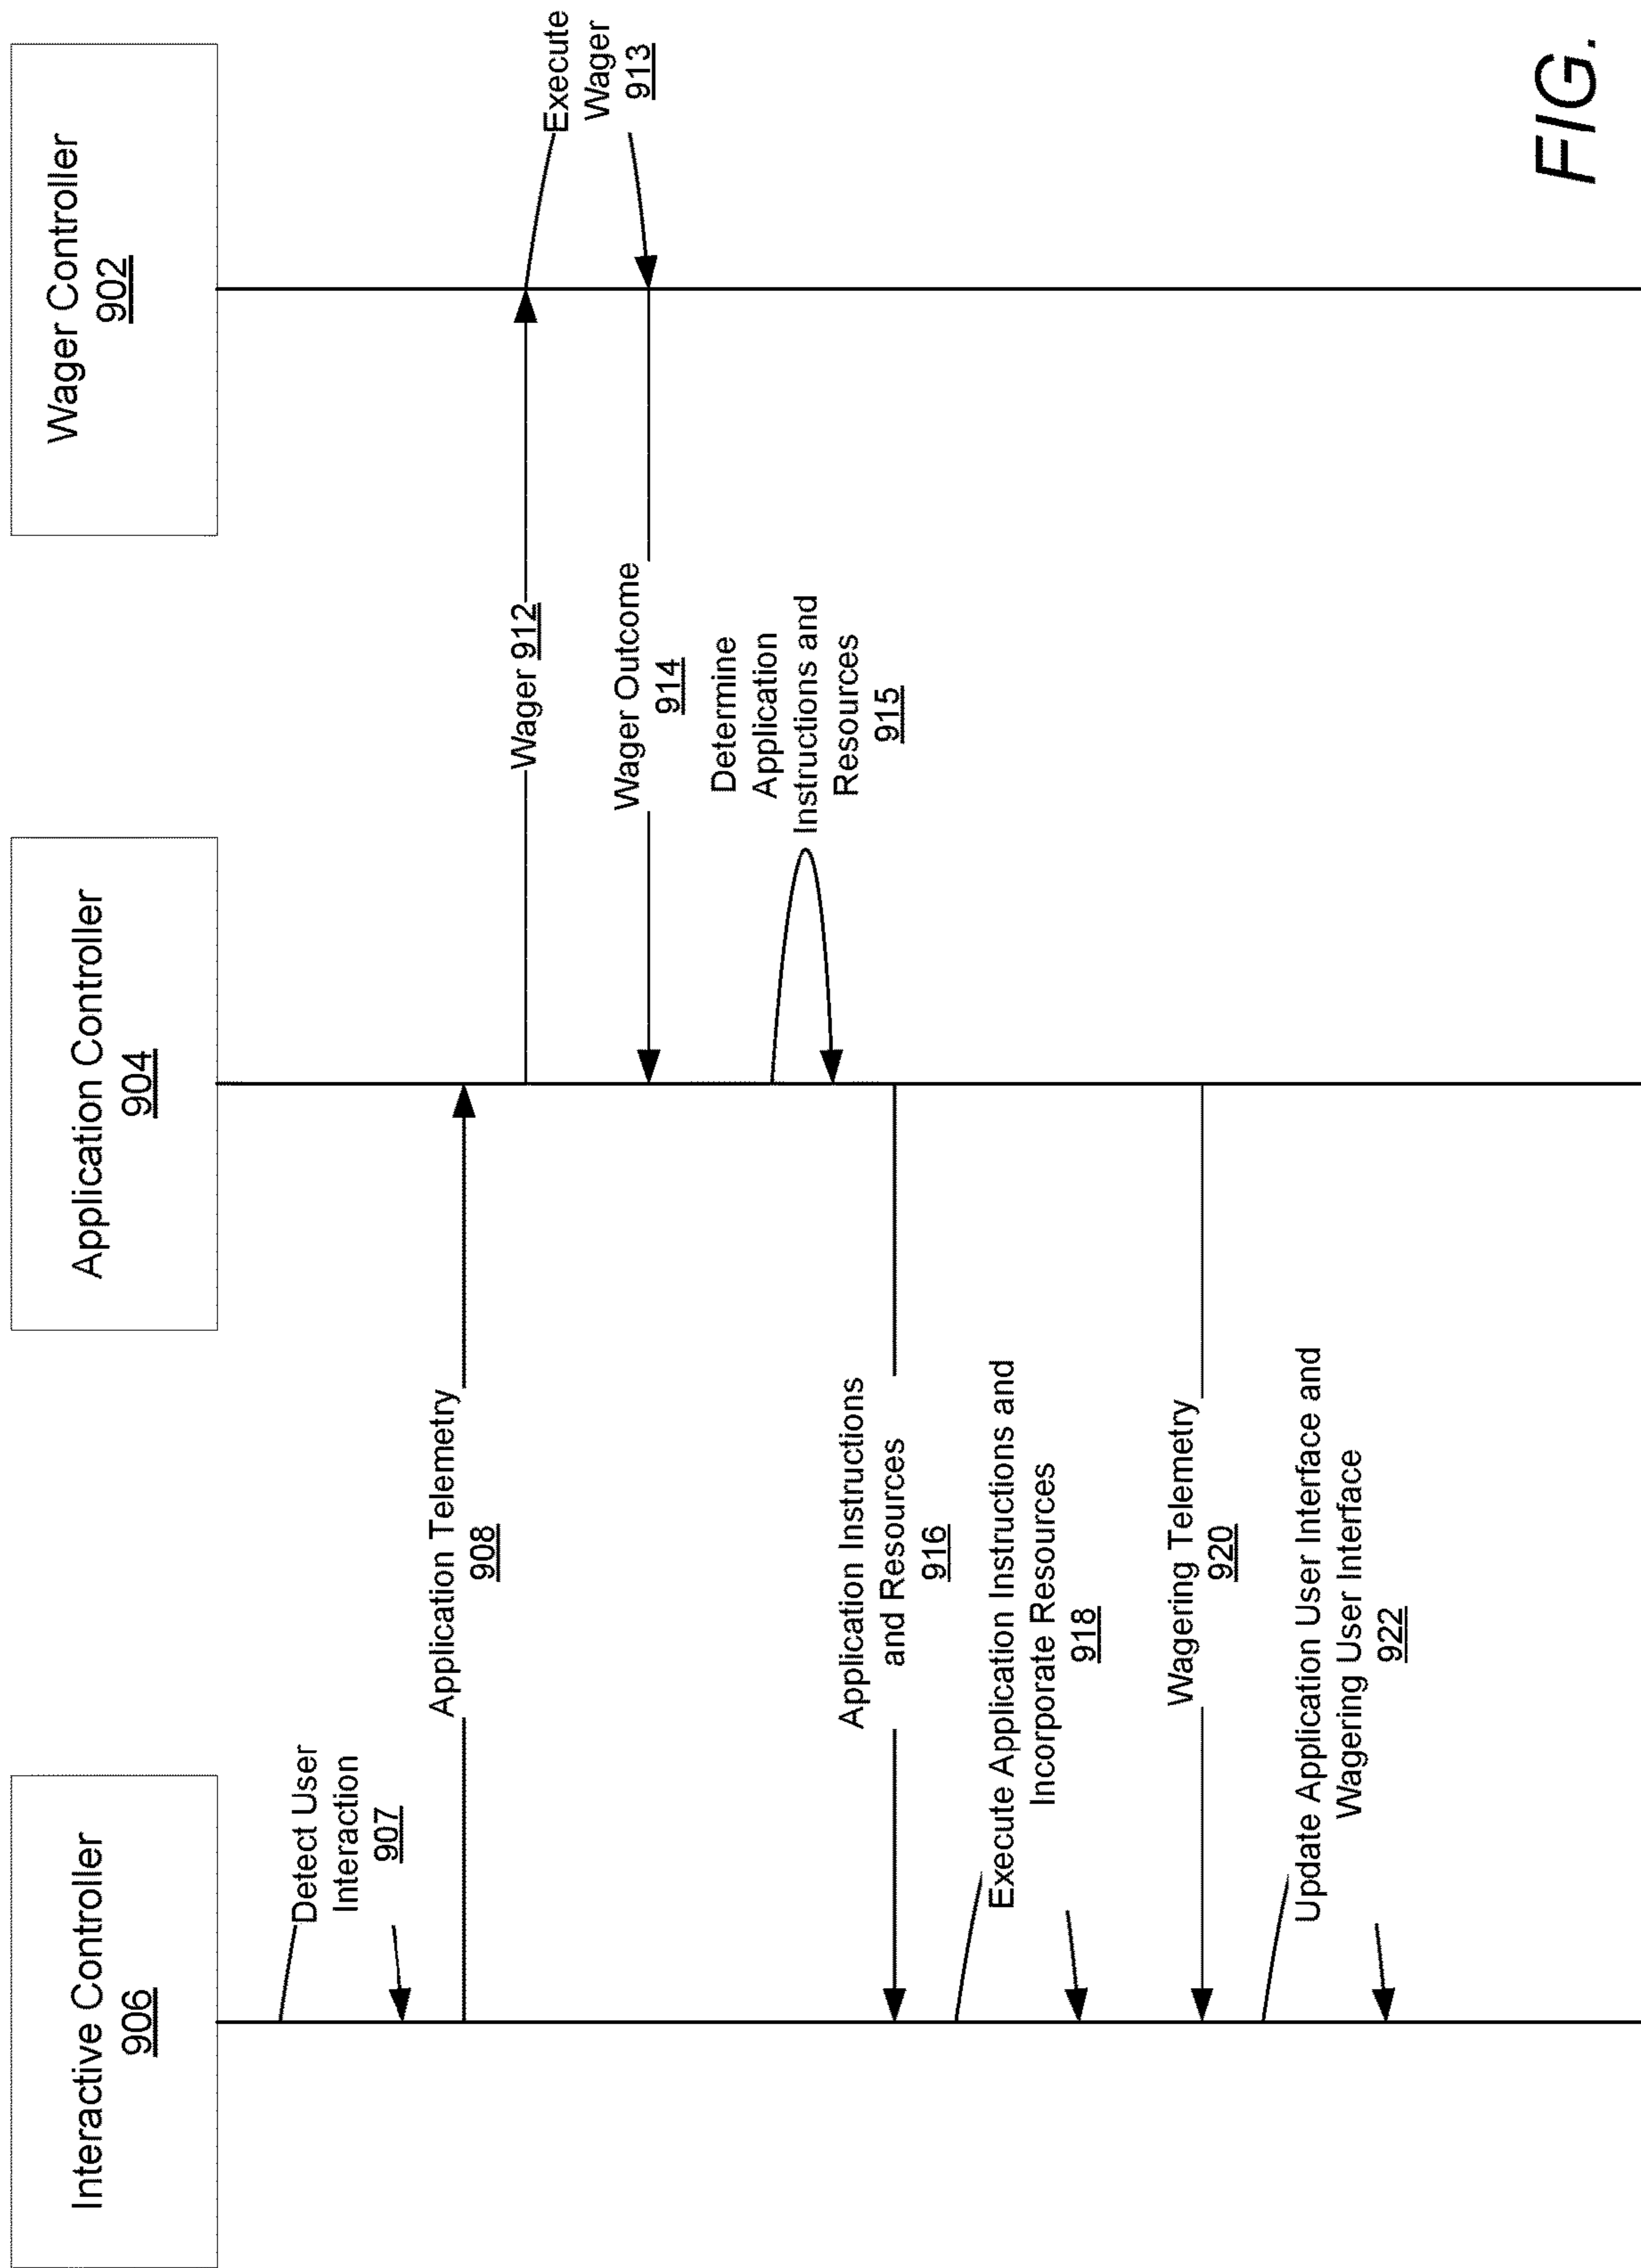 Interactive Controller
906
Application Controller
904
Wager Controller
902
Detect User
Interaction
907
Application Telemetry
908
Wager 912
Execute
Wager
913
Wager Outcome
914
Determine
Application
Instructions and
Resources
915
Application Instructions
and Resources
916
Execute Application Instructions and
Incorporate Resources
918
Wagering Telemetry
920
Update Application User Interface and
Wagering User Interface
922
FIG.